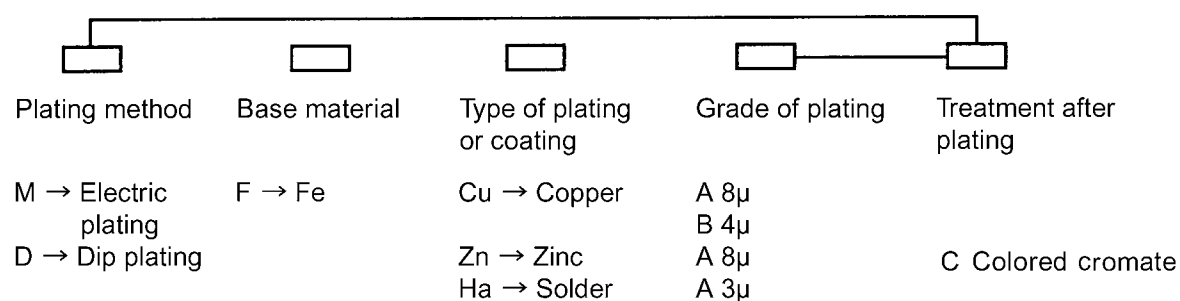 Plating method Base material Type of plating or coating Grade of plating Treatment after plating
M → Electric plating F → Fe Cu → Copper A 8µ
B 4µ
D → Dip plating Zn → Zinc A 8µ C Colored cromate
Ha → Solder A 3µ